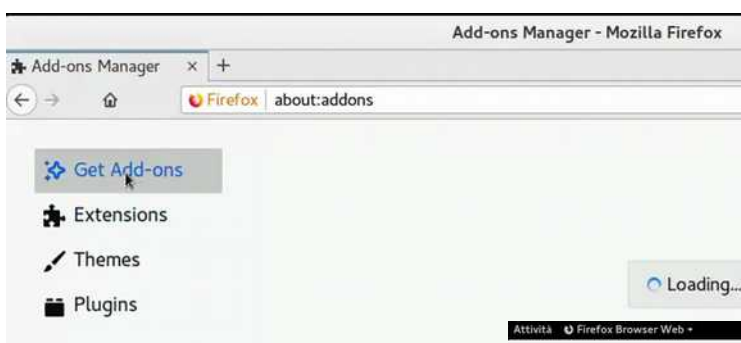 Add-ons Manager - Mozilla Firefox
Add-ons Manager × +
Firefox about:addons
Get Add-ons
Extensions
Themes
Loading...
Plugins
Attività Firefox Browser Web